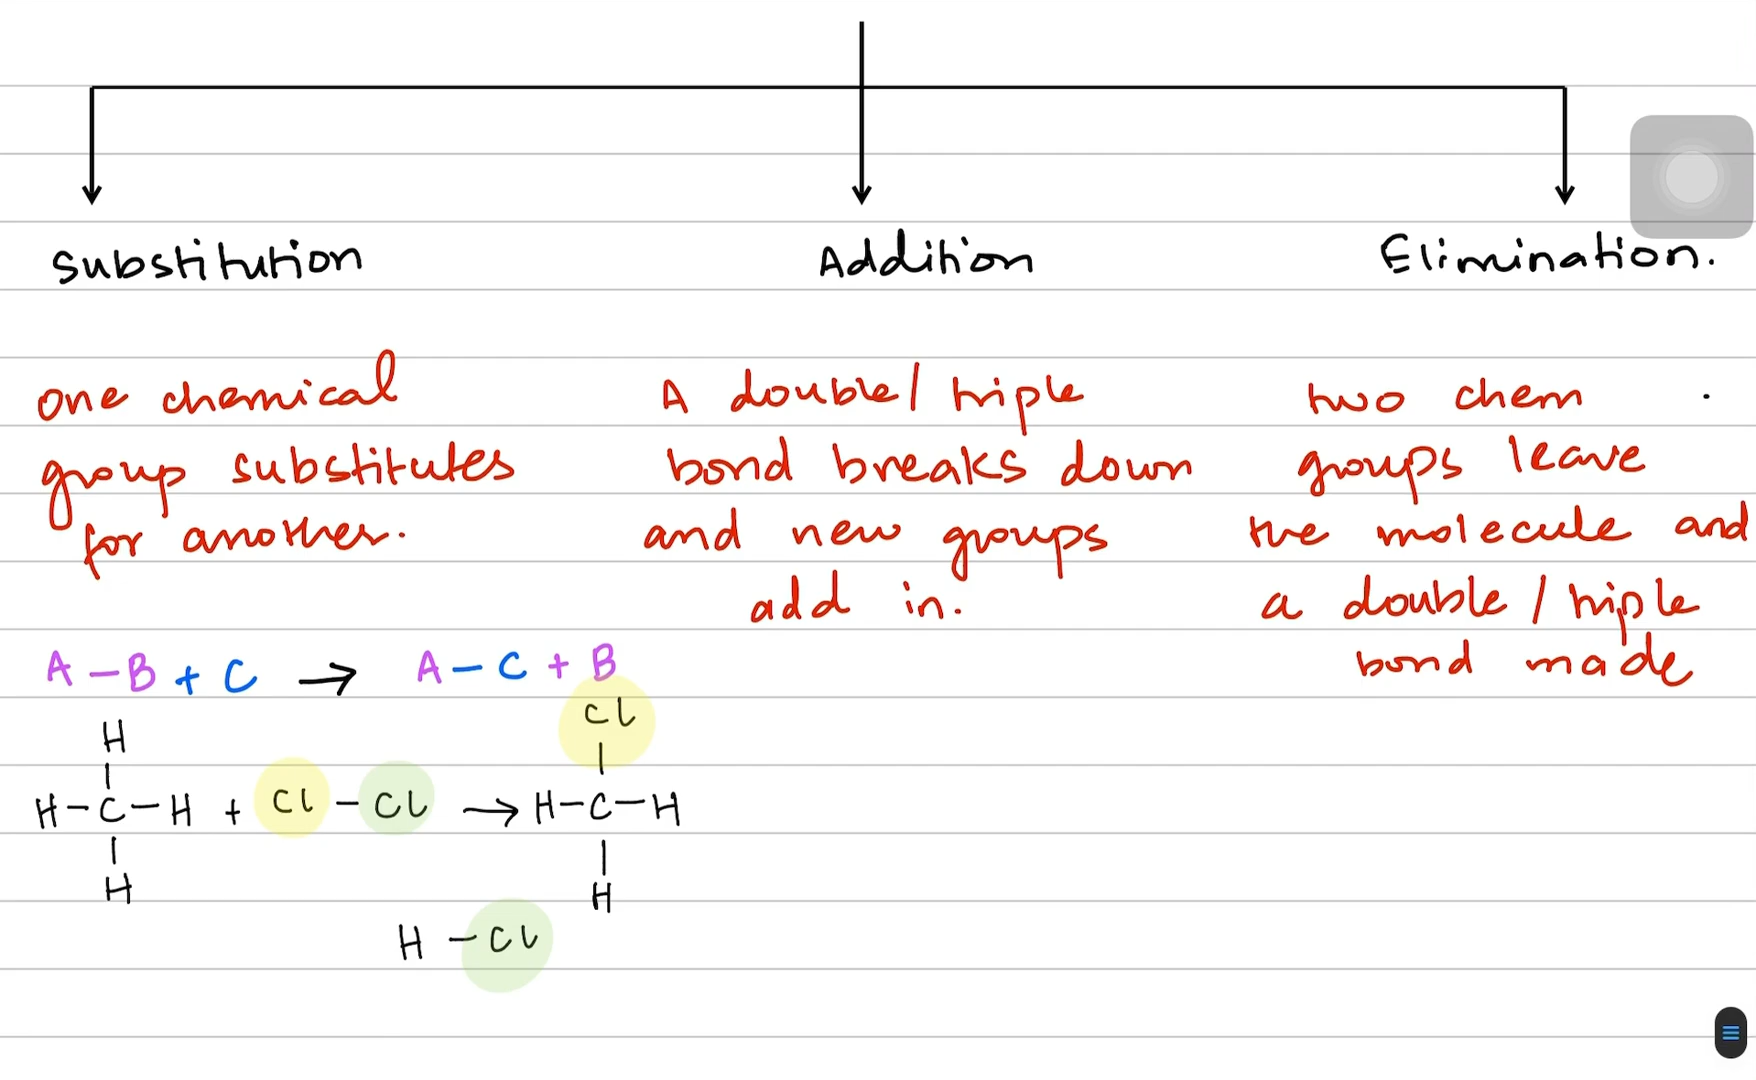 Substitution
Addition
Elimination.
one chemical
group substitutes
for another.
A double/triple
bond breaks down
and new groups
add in.
two chem
groups leave
the molecule and
a double/triple
bond made
A - B + C → A - C + B
H
H - C - H + Cl - Cl → H - C - H
H
Cl
H
H - Cl